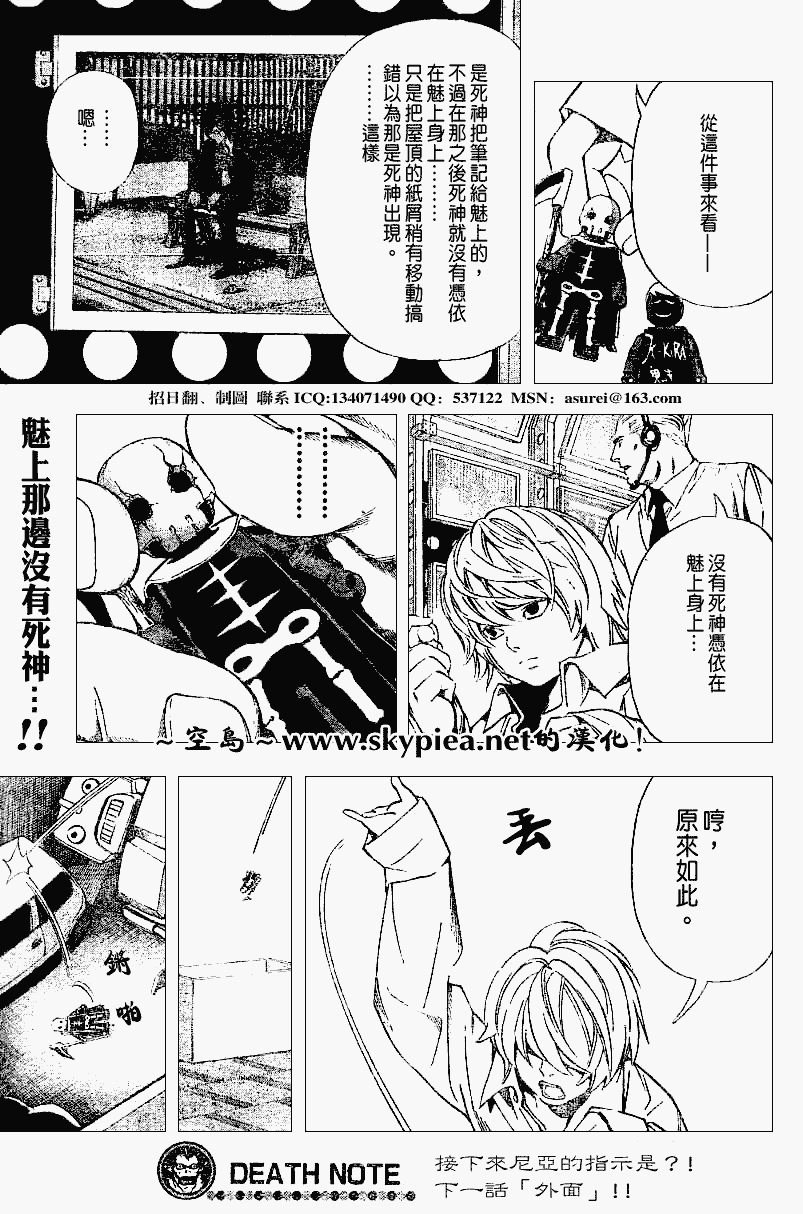 從這件事來看——
是死神把筆記給魅上的，
不過在那之後死神就沒有憑依
在魅上身上………
只是把屋頂的紙屑稍有移動搞
錯以為那是死神出現。
………這樣
……
嗯…
K-KIRA
招日翻、制圖 聯系 ICQ:134071490 QQ：537122 MSN：asurei@163.com
沒有死神憑依在
魅上身上…
………
………
魅上那邊沒有死神…!!
~空島~www.skypiea.net的漢化!
哼，
原來如此。
丟
鏘
啪
DEATH NOTE
接下來尼亞的指示是?!
下一話「外面」!!